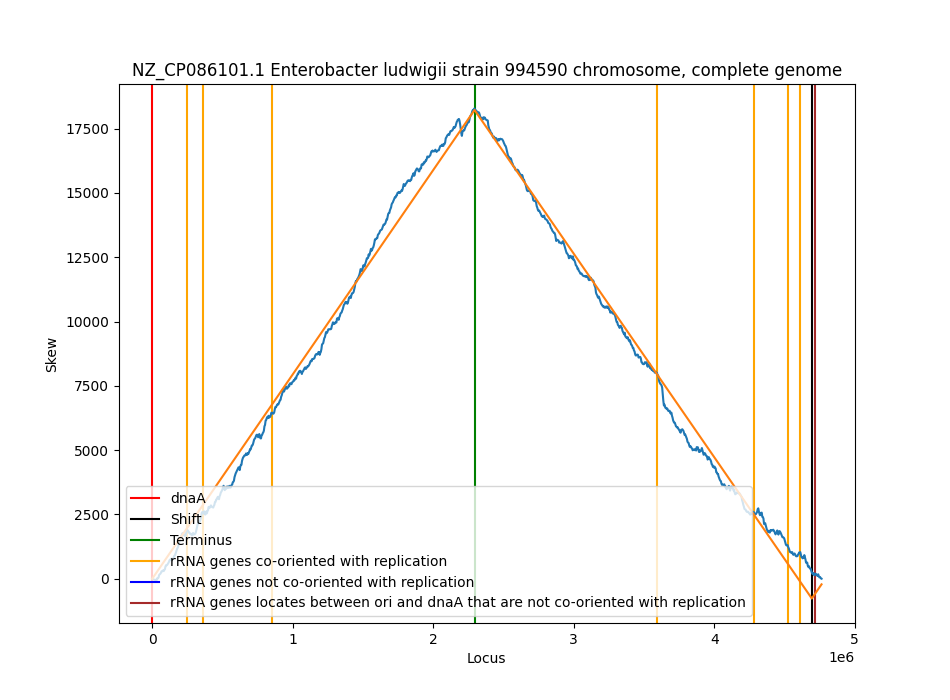 NZ_CP086101.1 Enterobacter ludwigii strain 994590 chromosome, complete genome
17500
15000
12500
10000
7500
5000
2500
0
Skew
dnaA
Shift
Terminus
rRNA genes co-oriented with replication
rRNA genes not co-oriented with replication
rRNA genes locates between ori and dnaA that are not co-oriented with replication
0 1 2 3 4 5
1e6
Locus